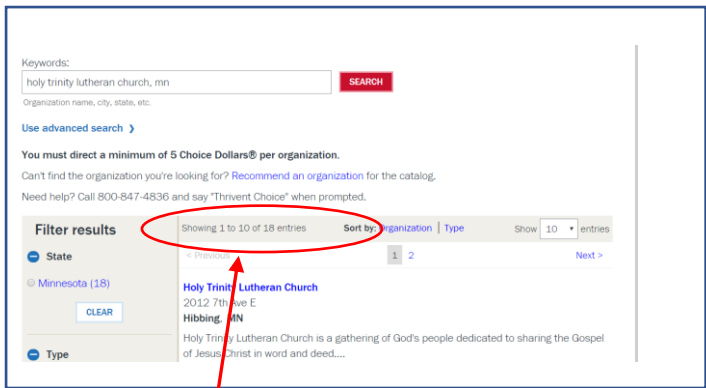 Keywords:
holy trinity lutheran church, mn
SEARCH
Organization name, city, state, etc.
Use advanced search ❯
You must direct a minimum of 5 Choice Dollars® per organization.
Can't find the organization you're looking for? Recommend an organization for the catalog.
Need help? Call 800-847-4836 and say "Thrivent Choice" when prompted.
Filter results
Showing 1 to 10 of 18 entries
Sort by: Organization | Type
Show 10 entries
State
< Previous
1 2
Next >
Minnesota (18)
CLEAR
Holy Trinity Lutheran Church
2012 7th Ave E
Hibbing, MN
Holy Trinity Lutheran Church is a gathering of God's people dedicated to sharing the Gospel
of Jesus Christ in word and deed....
Type